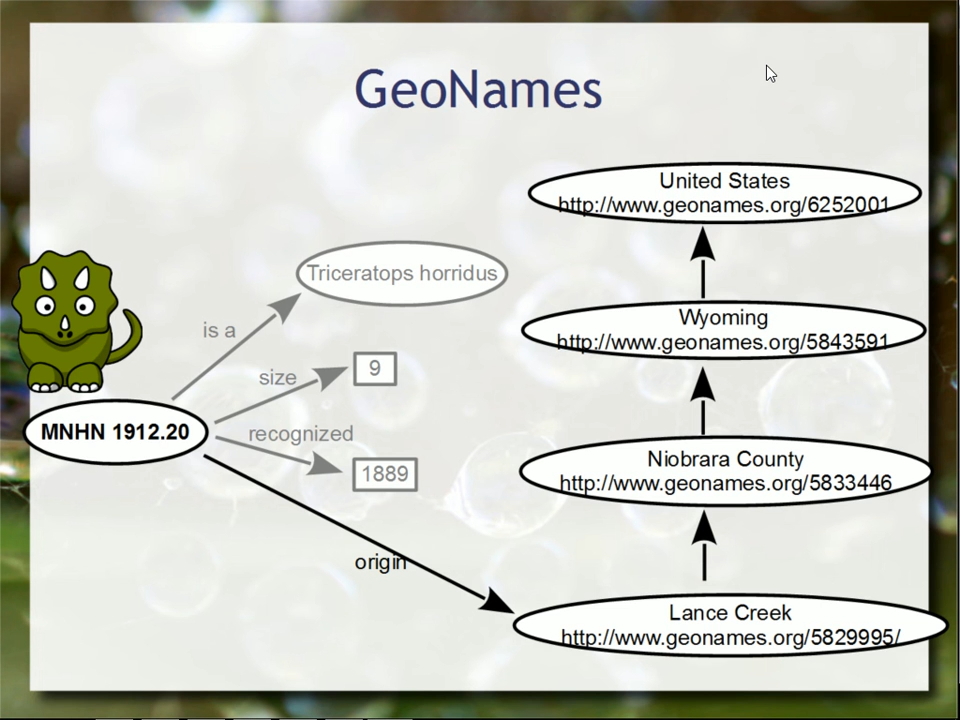 GeoNames
United States
http://www.geonames.org/6252001
Triceratops horridus
is a
Wyoming
http://www.geonames.org/5843591
size
9
MNHN 1912.20
recognized
1889
Niobrara County
http://www.geonames.org/5833446
origin
Lance Creek
http://www.geonames.org/5829995/